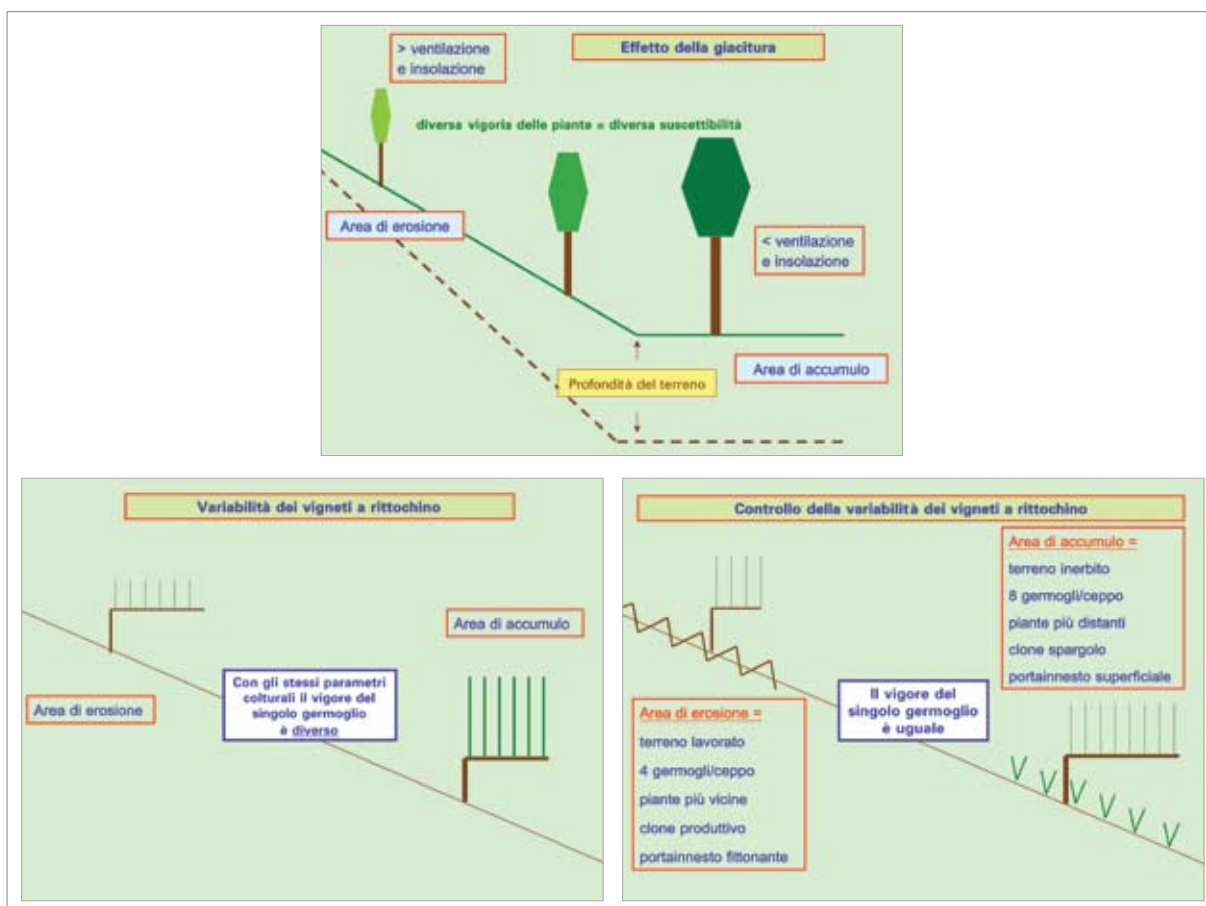 Effetto della giacitura
> ventilazione
e insolazione
diversa vigoria delle piante = diversa suscettibilità
Area di erosione
< ventilazione
e insolazione
Profondità del terreno
Area di accumulo
Variabilità dei vigneti a rittochino
Area di accumulo
Area di erosione
Con gli stessi parametri
colturali il vigore del
singolo germoglio
è diverso
Controllo della variabilità dei vigneti a rittochino
Area di accumulo =
terreno inerbito
8 germogli/ceppo
piante più distanti
clone spargolo
portainnesto superficiale
Il vigore del
singolo germoglio
è uguale
Area di erosione =
terreno lavorato
4 germogli/ceppo
piante più vicine
clone produttivo
portainnesto fittonante